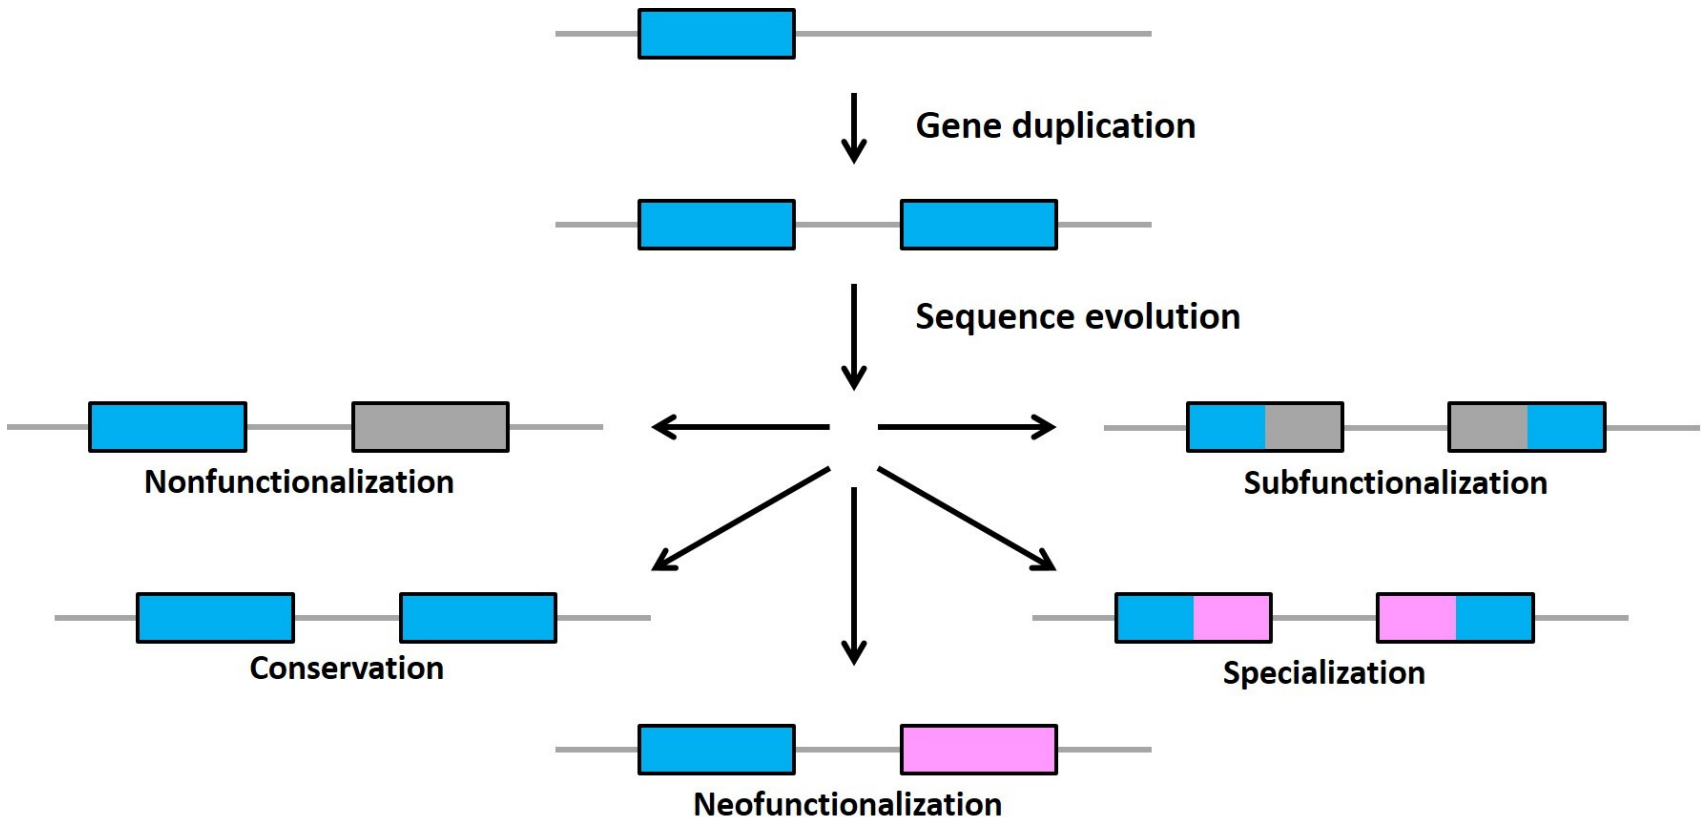 Gene duplication
Sequence evolution
Nonfunctionalization
Subfunctionalization
Conservation
Specialization
Neofunctionalization